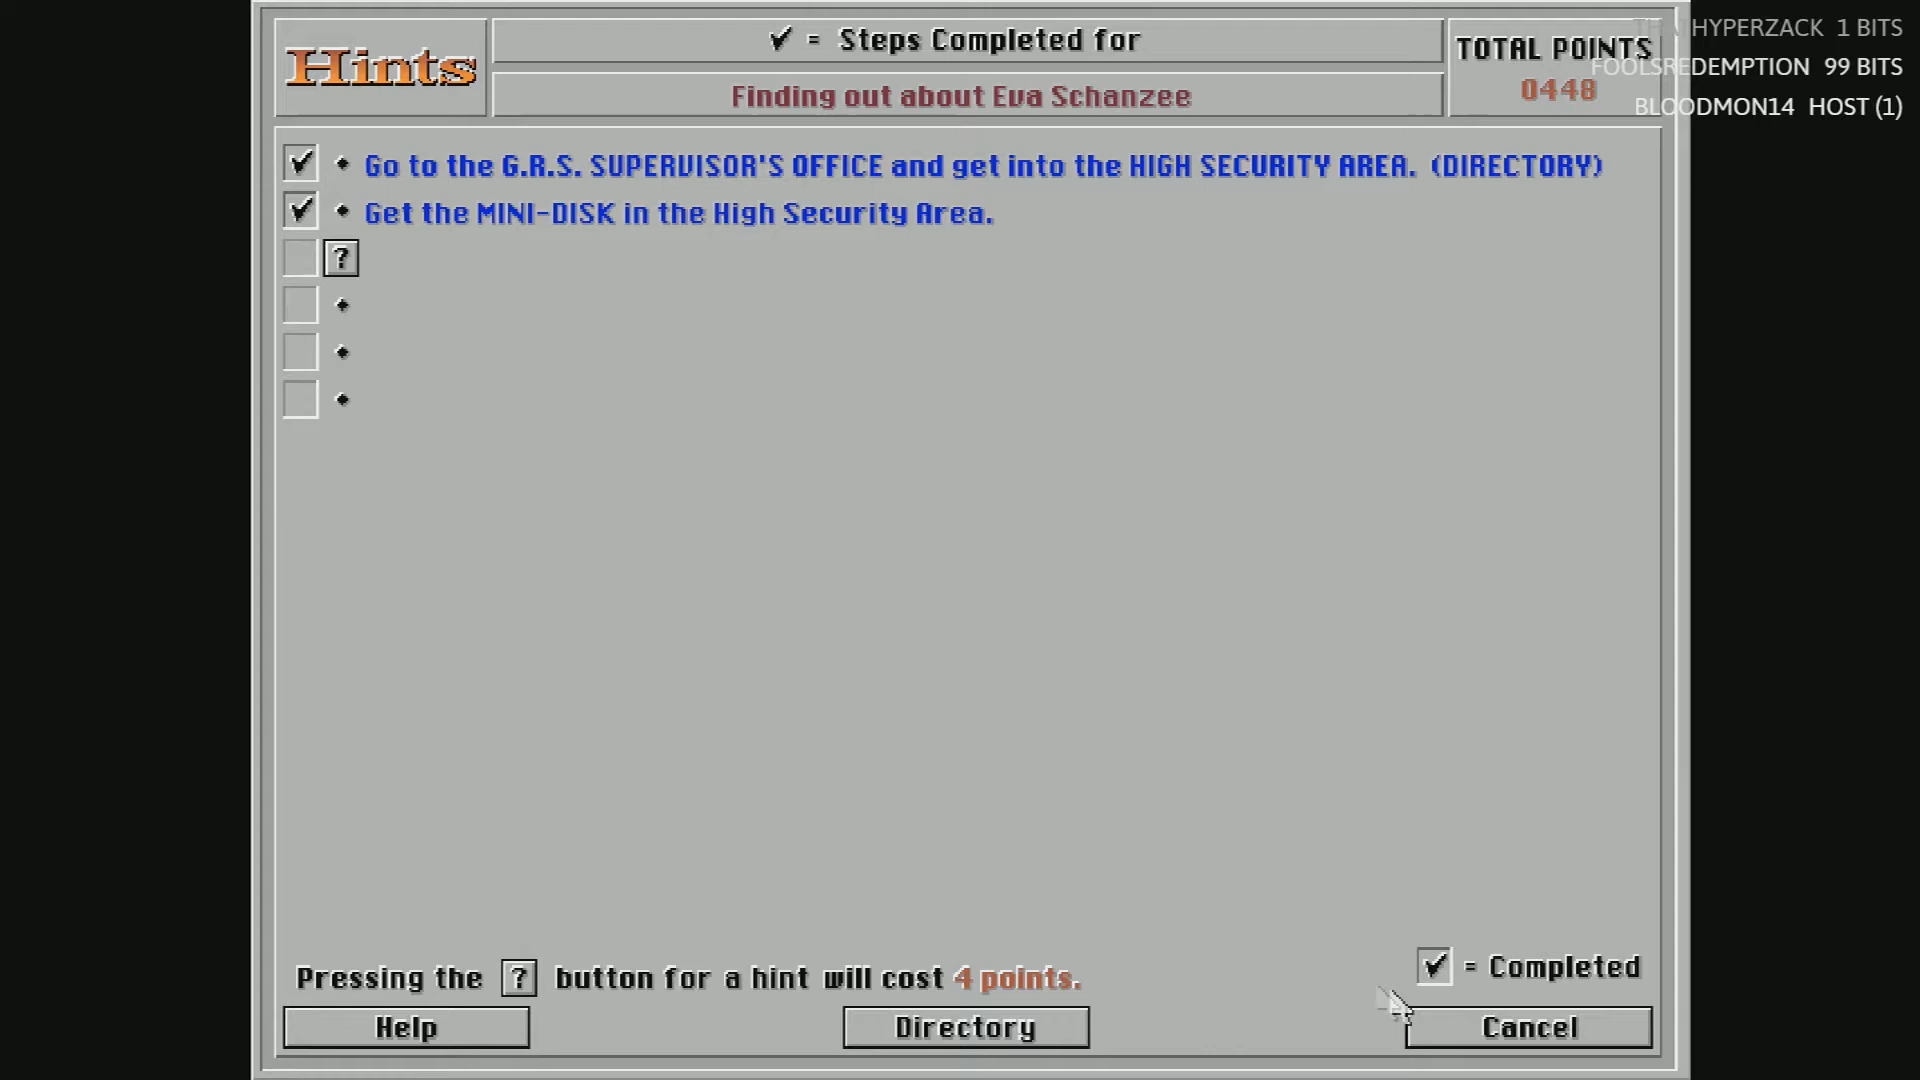 Hints
✓ = Steps Completed for
Finding out about Eva Schanzee
TOTAL POINTS
0448
HYPERZACK 1 BITS
FOOLSREDEMPTION 99 BITS
BLOODMON14 HOST (1)
✓ • Go to the G.R.S. SUPERVISOR'S OFFICE and get into the HIGH SECURITY AREA. (DIRECTORY)
✓ • Get the MINI-DISK in the High Security Area.
?
Pressing the ? button for a hint will cost 4 points.
✓ = Completed
Help
Directory
Cancel